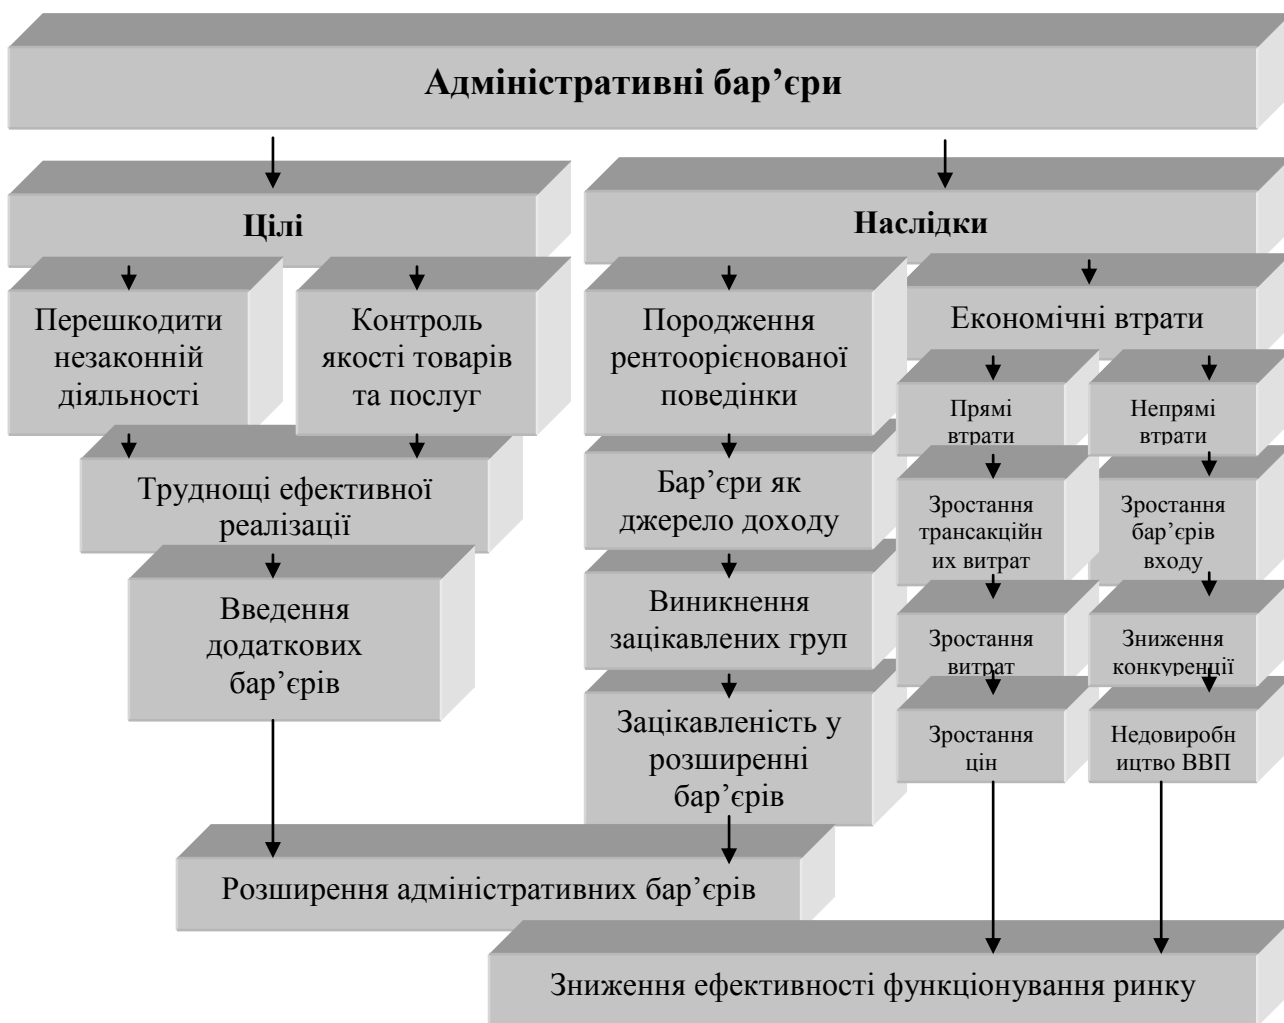 Адміністративні бар’єри
Цілі
Наслідки
Перешкодити
незаконній
діяльності
Контроль
якості товарів
та послуг
Породження
рентоорієнованої
поведінки
Економічні втрати
Прямі
втрати
Непрямі
втрати
Труднощі ефективної
реалізації
Бар’єри як
джерело доходу
Зростання
трансакційн
их витрат
Зростання
бар’єрів
входу
Введення
додаткових
бар’єрів
Виникнення
зацікавлених груп
Зростання
витрат
Зниження
конкуренції
Зацікавленість у
розширенні
бар’єрів
Зростання
цін
Недовиробн
ицтво ВВП
Розширення адміністративних бар’єрів
Зниження ефективності функціонування ринку